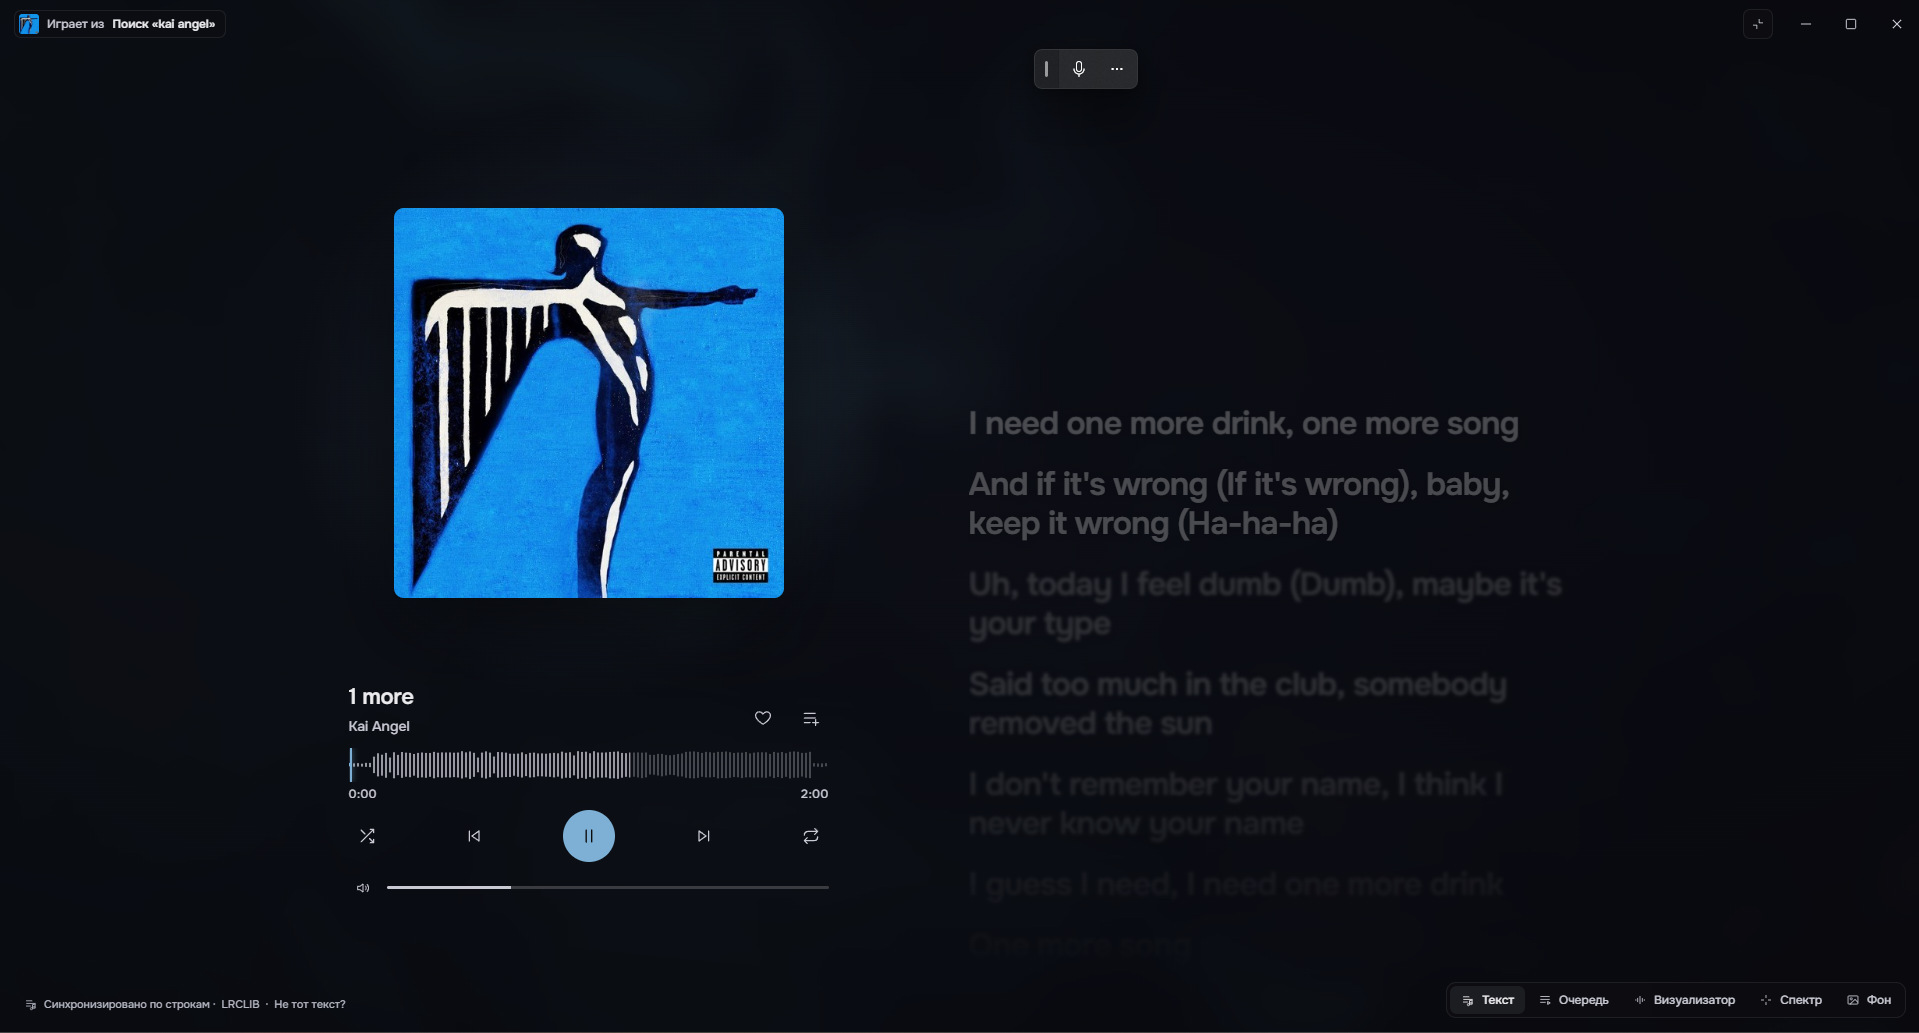 Играет из Поиск «kai angel»
PARENTAL
ADVISORY
EXPLICIT CONTENT
1 more
Kai Angel
0:00
2:00
I need one more drink, one more song
And if it's wrong (If it's wrong), baby,
keep it wrong (Ha-ha-ha)
Uh, today I feel dumb (Dumb), maybe it's
your type
Said too much in the club, somebody
removed the sun
I don't remember your name, I think I
never know your name
I guess I need, I need one more drink
One more song
Синхронизировано по строкам · LRCLIB · Не тот текст?
Текст Очередь Визуализатор Спектр Фон